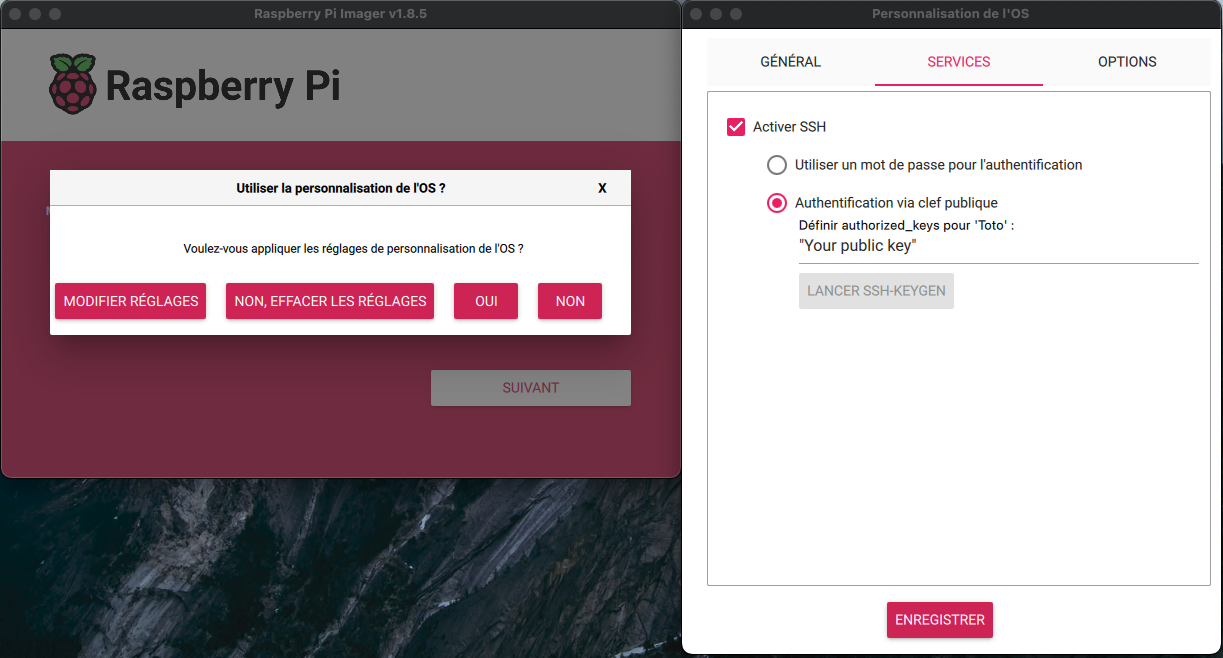 Raspberry Pi Imager v1.8.5
Raspberry Pi
Utiliser la personnalisation de l'OS ?
X
Voulez-vous appliquer les réglages de personnalisation de l'OS ?
MODIFIER RÉGLAGES
NON, EFFACER LES RÉGLAGES
OUI
NON
SUIVANT
Personnalisation de l'OS
GÉNÉRAL
SERVICES
OPTIONS
Activer SSH
Utiliser un mot de passe pour l'authentification
Authentification via clef publique
Définir authorized_keys pour 'Toto' :
"Your public key"
LANCER SSH-KEYGEN
ENREGISTRER